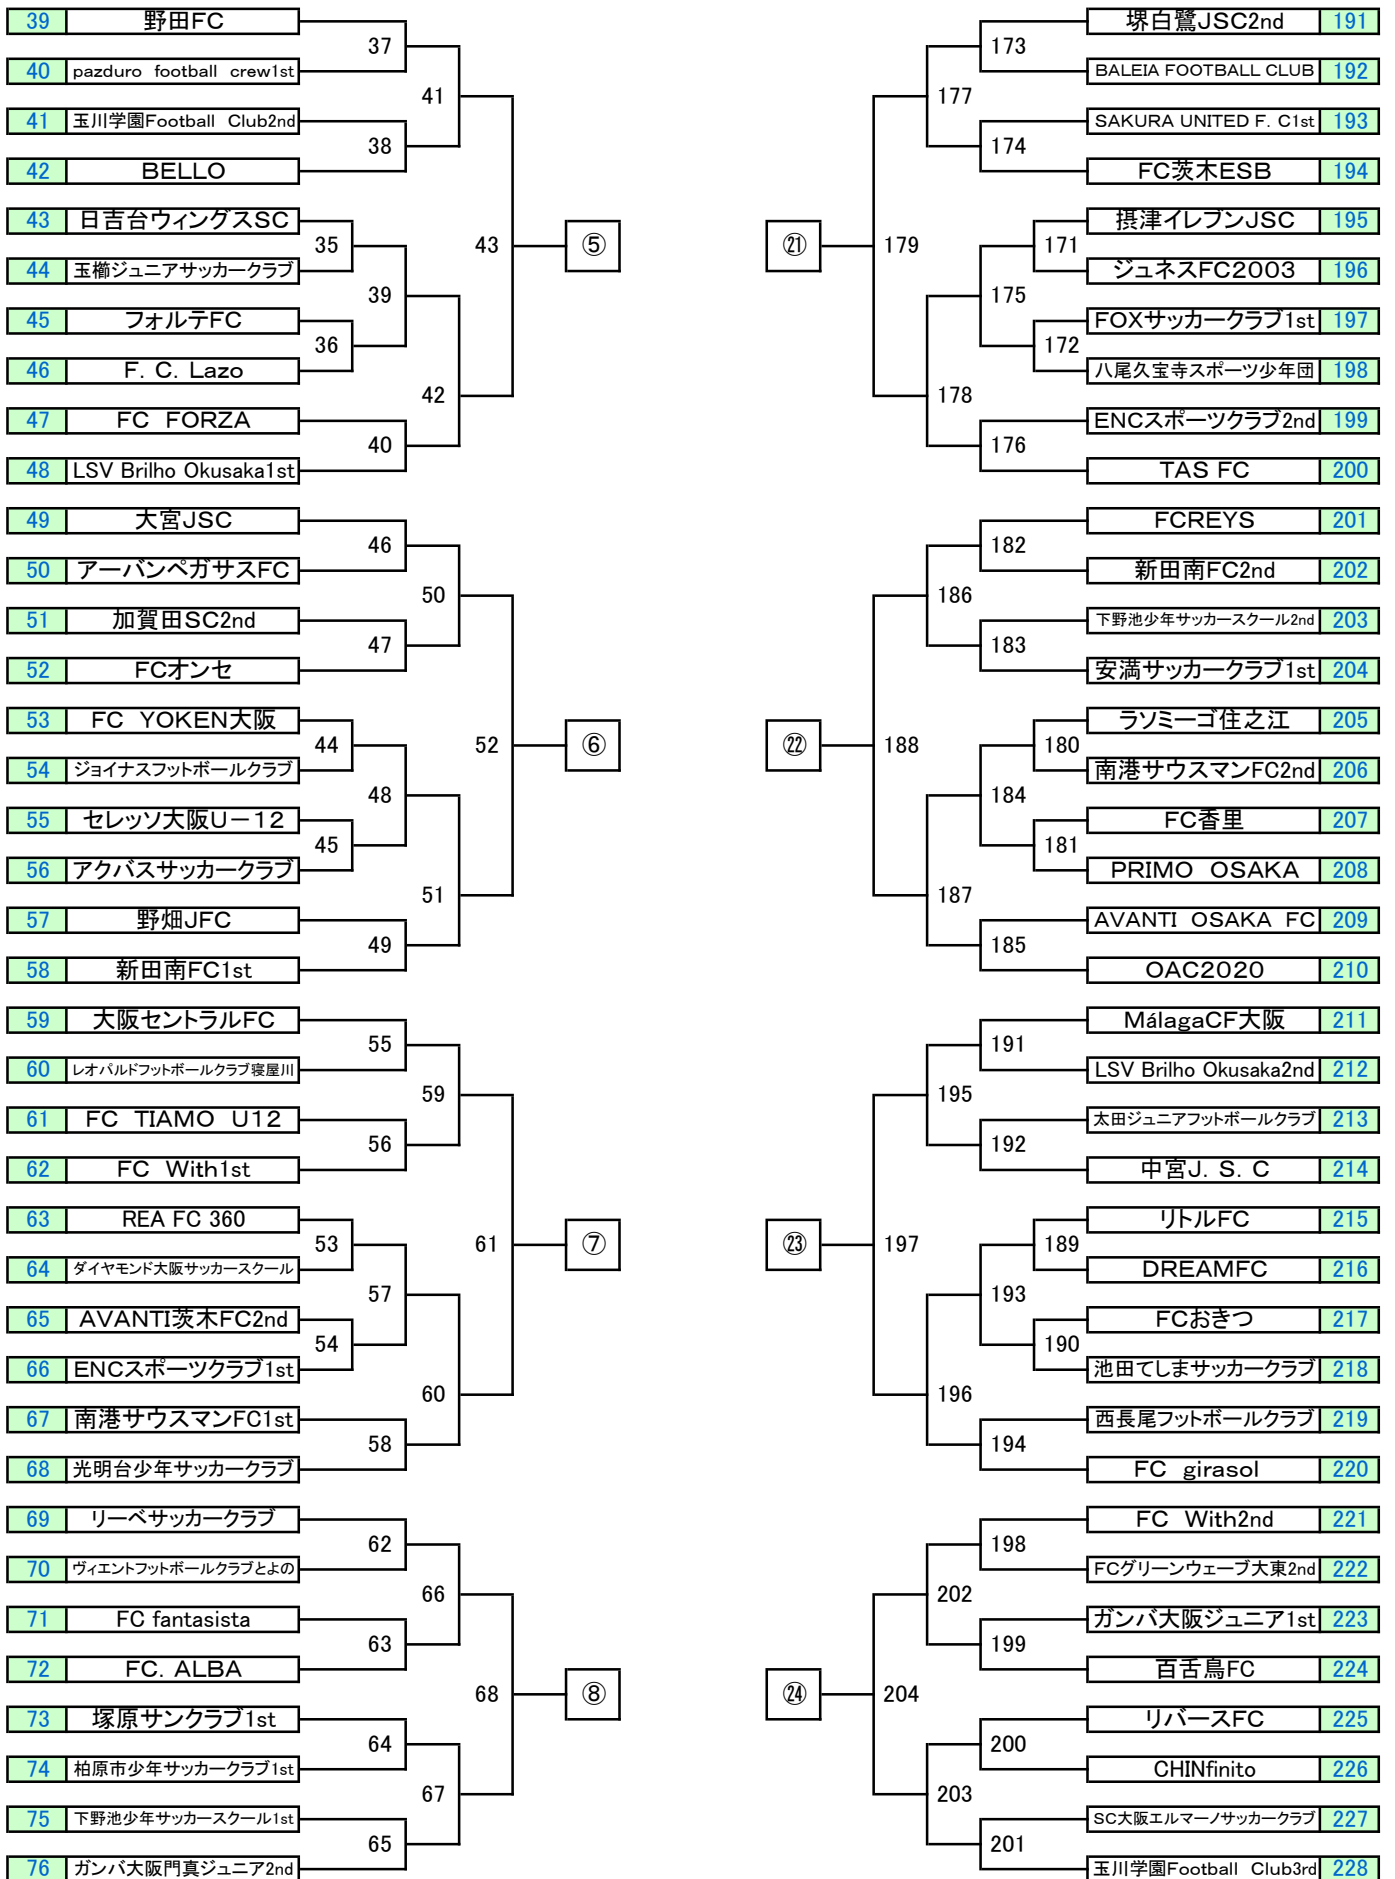 39 野田FC
37
40 pazduro football crew1st
41
41 玉川学園Football Club2nd
38
42 BELLO
43 日吉台ウィングスSC
35
43
⑤
44 玉櫛ジュニアサッカークラブ
39
45 フォルテFC
36
46 F. C. Lazo
42
47 FC FORZA
40
48 LSV Brilho Okusaka1st
49 大宮JSC
46
50 アーバンペガサスFC
50
51 加賀田SC2nd
47
52 FCオンセ
53 FC YOKEN大阪
44
52
⑥
54 ジョイナスフットボールクラブ
48
55 セレッソ大阪U－12
45
56 アクバスサッカークラブ
51
57 野畑JFC
49
58 新田南FC1st
59 大阪セントラルFC
55
60 レオパルドフットボールクラブ寝屋川
59
61 FC TIAMO U12
56
62 FC With1st
63 REA FC 360
53
61
⑦
64 ダイヤモンド大阪サッカースクール
57
65 AVANTI茨木FC2nd
54
66 ENCスポーツクラブ1st
60
67 南港サウスマンFC1st
58
68 光明台少年サッカークラブ
69 リーベサッカークラブ
62
70 ヴィエントフットボールクラブとよの
66
71 FC fantasista
63
72 FC. ALBA
68
⑧
73 塚原サンクラブ1st
64
74 柏原市少年サッカークラブ1st
67
75 下野池少年サッカースクール1st
65
76 ガンバ大阪門真ジュニア2nd
堺白鷺JSC2nd 191
173
BALEIA FOOTBALL CLUB 192
177
SAKURA UNITED F. C1st 193
174
FC茨木ESB 194
摂津イレブンJSC 195
㉑
179
171
ジュネスFC2003 196
175
FOXサッカークラブ1st 197
172
八尾久宝寺スポーツ少年団 198
178
ENCスポーツクラブ2nd 199
176
TAS FC 200
FCREYS 201
182
新田南FC2nd 202
186
下野池少年サッカースクール2nd 203
183
安満サッカークラブ1st 204
ラソミーゴ住之江 205
㉒
188
180
南港サウスマンFC2nd 206
184
FC香里 207
181
PRIMO OSAKA 208
187
AVANTI OSAKA FC 209
185
OAC2020 210
MálagaCF大阪 211
191
LSV Brilho Okusaka2nd 212
195
太田ジュニアフットボールクラブ 213
192
中宮J. S. C 214
リトルFC 215
㉓
197
189
DREAMFC 216
193
FCおきつ 217
190
池田てしまサッカークラブ 218
196
西長尾フットボールクラブ 219
194
FC girasol 220
FC With2nd 221
198
FCグリーンウェーブ大東2nd 222
202
ガンバ大阪ジュニア1st 223
199
百舌鳥FC 224
㉔
204
リバースFC 225
200
CHINfinito 226
203
SC大阪エルマーノサッカークラブ 227
201
玉川学園Football Club3rd 228